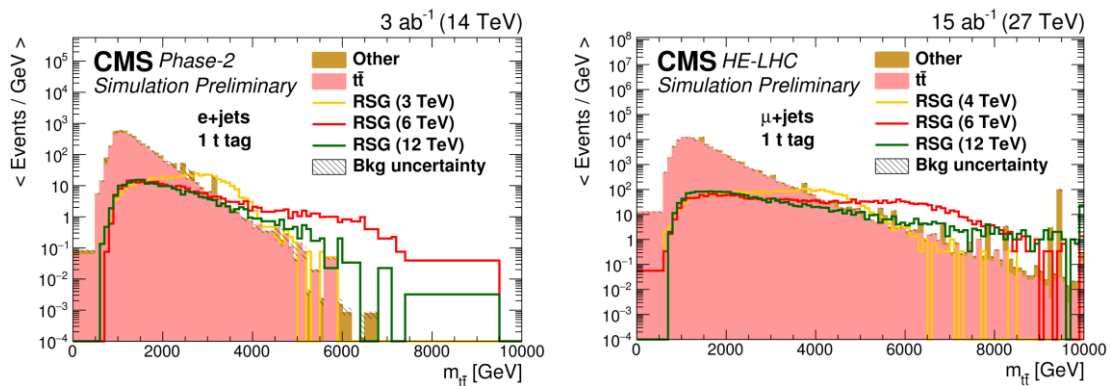 3 ab⁻¹ (14 TeV)
< Events / GeV >
CMS Phase-2
Simulation Preliminary
e+jets
1 t tag
Other
tt̄
RSG (3 TeV)
RSG (6 TeV)
RSG (12 TeV)
Bkg uncertainty
10⁵
10⁴
10³
10²
10
1
10⁻¹
10⁻²
10⁻³
10⁻⁴
0 2000 4000 6000 8000 10000
m_tt̄ [GeV]
15 ab⁻¹ (27 TeV)
< Events / GeV >
CMS HE-LHC
Simulation Preliminary
μ+jets
1 t tag
Other
tt̄
RSG (4 TeV)
RSG (6 TeV)
RSG (12 TeV)
Bkg uncertainty
10⁸
10⁷
10⁶
10⁵
10⁴
10³
10²
10
1
10⁻¹
10⁻²
10⁻³
10⁻⁴
0 2000 4000 6000 8000 10000
m_tt̄ [GeV]